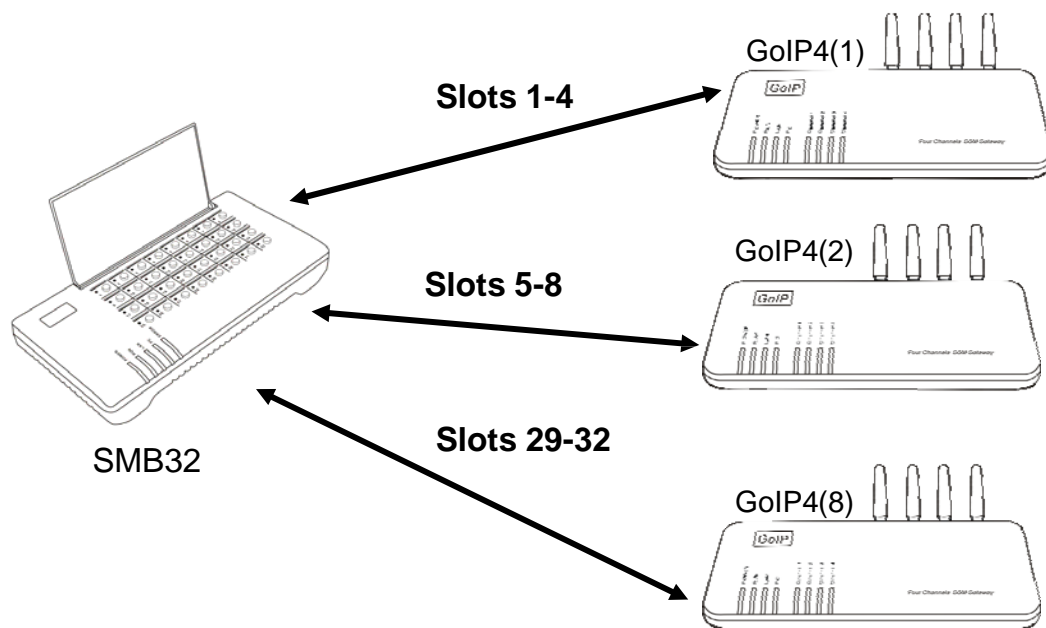 GoIP4(1)
Slots 1-4
GoIP
Four Channels GSM Gateway
GoIP4(2)
Slots 5-8
GoIP
Four Channels GSM Gateway
Slots 29-32
SMB32
GoIP4(8)
GoIP
Four Channels GSM Gateway